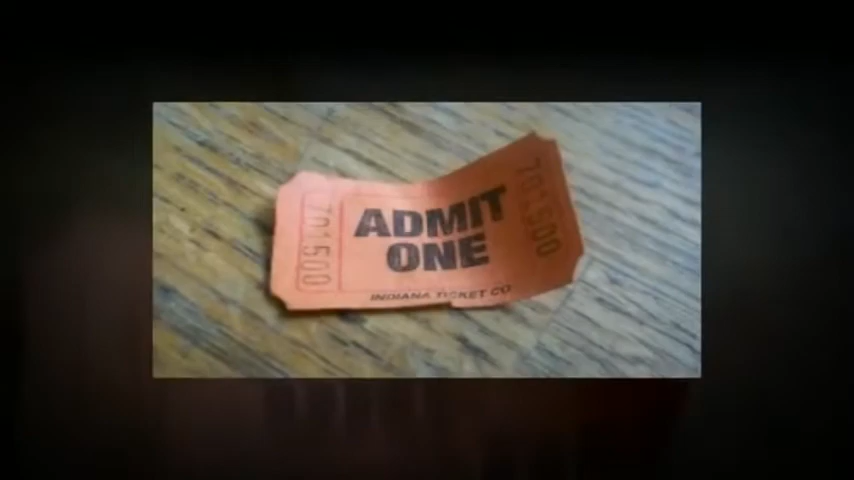 701500
ADMIT
ONE
701500
INDIANA TICKET CO